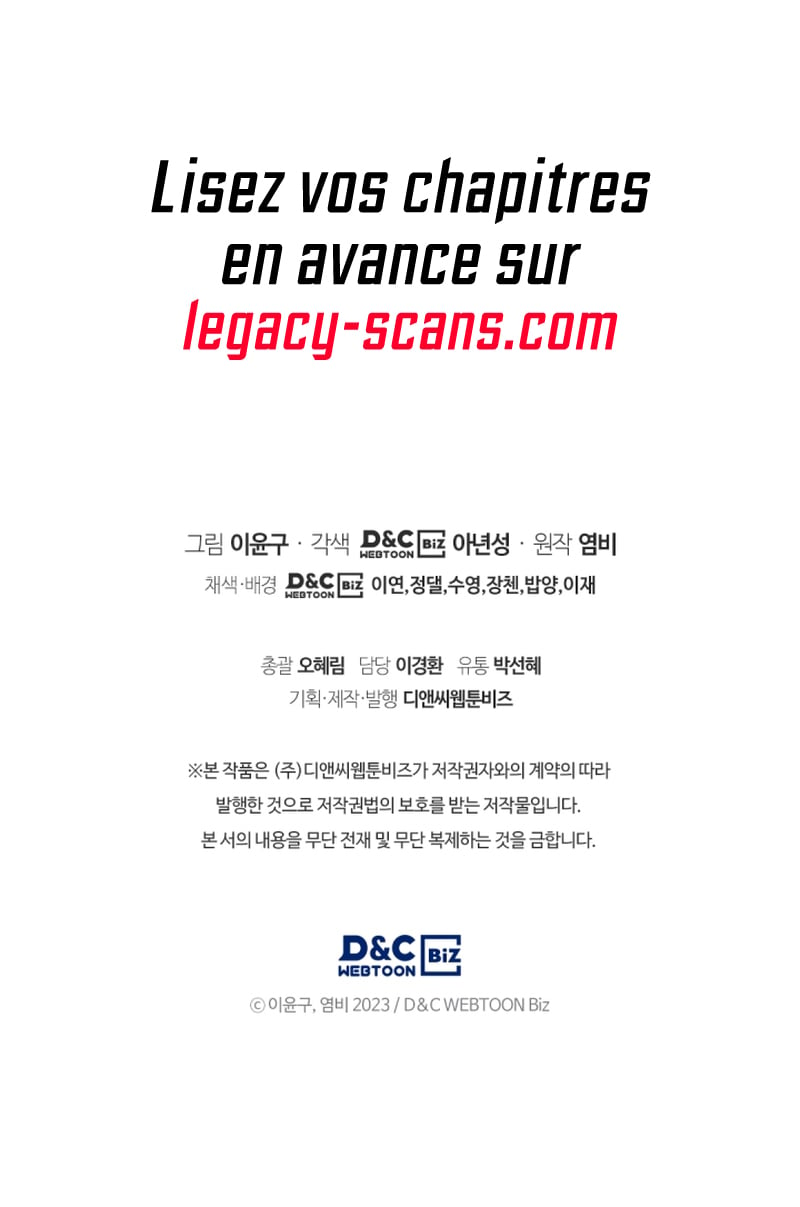 Lisez vos chapitres
en avance sur
legacy-scans.com
그림 이윤구 · 각색 D&C WEBTOON BiZ 아년성 · 원작 염비
채색·배경 D&C WEBTOON BiZ 이연,정댈,수영,장첸,밥양,이재
총괄 오혜림 담당 이경환 유통 박선혜
기획·제작·발행 디앤씨웹툰비즈
※본 작품은 (주)디앤씨웹툰비즈가 저작권자와의 계약의 따라
발행한 것으로 저작권법의 보호를 받는 저작물입니다.
본 서의 내용을 무단 전재 및 무단 복제하는 것을 금합니다.
D&C BiZ
WEBTOON
ⓒ 이윤구, 염비 2023 / D&C WEBTOON Biz